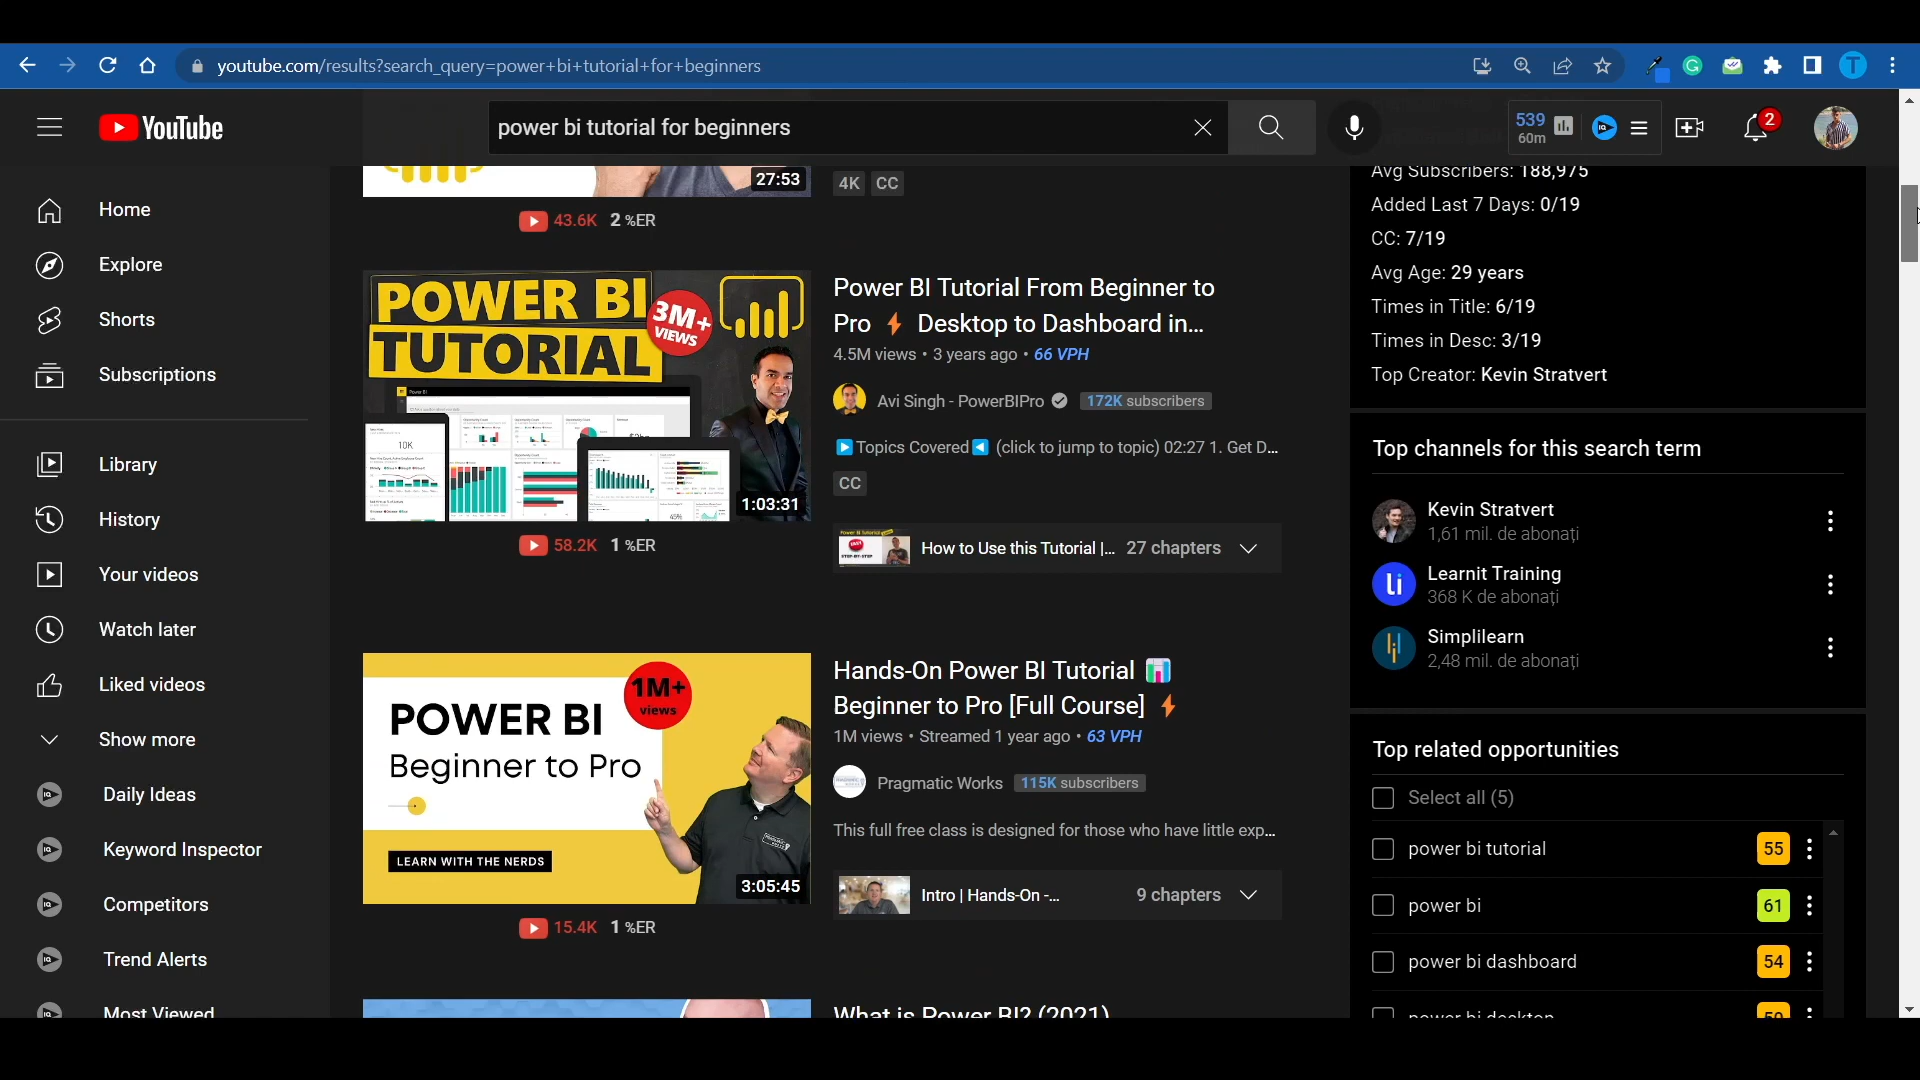 youtube.com/results?search_query=power+bi+tutorial+for+beginners
T
YouTube
power bi tutorial for beginners
539
60m
2
Home
Explore
Shorts
Subscriptions
Library
History
Your videos
Watch later
Liked videos
Show more
Daily Ideas
Keyword Inspector
Competitors
Trend Alerts
Most Viewed
27:53
4K CC
43.6K 2 %ER
POWER BI
TUTORIAL
3M+
VIEWS
1:03:31
58.2K 1 %ER
Power BI Tutorial From Beginner to
Pro ⚡ Desktop to Dashboard in...
4.5M views • 3 years ago • 66 VPH
Avi Singh - PowerBIPro 172K subscribers
▶Topics Covered◀ (click to jump to topic) 02:27 1. Get D...
CC
How to Use this Tutorial |... 27 chapters
POWER BI
Beginner to Pro
1M+
views
LEARN WITH THE NERDS
3:05:45
15.4K 1 %ER
Hands-On Power BI Tutorial 📊
Beginner to Pro [Full Course] ⚡
1M views • Streamed 1 year ago • 63 VPH
Pragmatic Works 115K subscribers
This full free class is designed for those who have little exp...
Intro | Hands-On -... 9 chapters
What is Power BI? (2021)
Avg Subscribers: 188,975
Added Last 7 Days: 0/19
CC: 7/19
Avg Age: 29 years
Times in Title: 6/19
Times in Desc: 3/19
Top Creator: Kevin Stratvert
Top channels for this search term
Kevin Stratvert
1,61 mil. de abonați
Learnit Training
368 K de abonați
Simplilearn
2,48 mil. de abonați
Top related opportunities
Select all (5)
power bi tutorial 55
power bi 61
power bi dashboard 54
power bi desktop